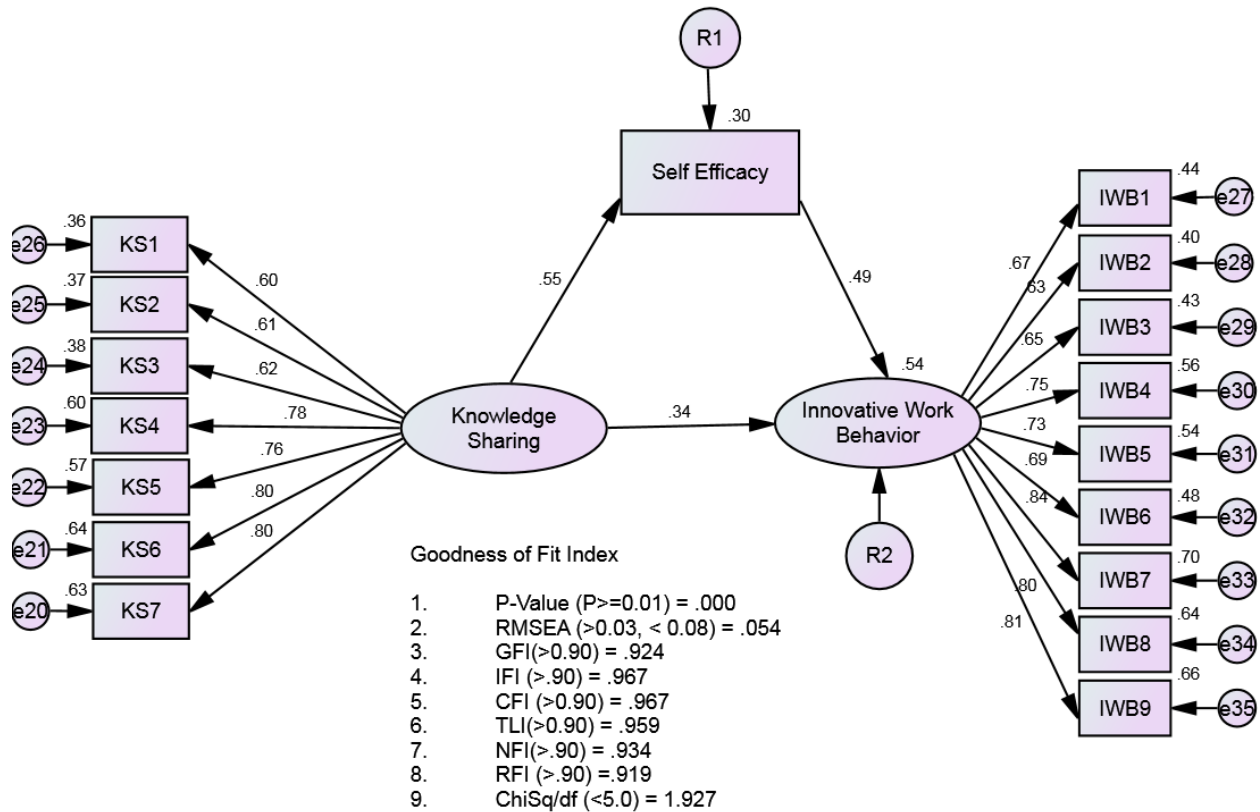 R1
.30
Self Efficacy
.55
.49
.36
e26
KS1
.60
.37
e25
KS2
.61
.38
e24
KS3
.62
.60
e23
KS4
.78
.57
e22
KS5
.76
.64
e21
KS6
.80
.63
e20
KS7
.80
Knowledge
Sharing
.34
.54
Innovative Work
Behavior
R2
.67
IWB1
.44
e27
.63
IWB2
.40
e28
.65
IWB3
.43
e29
.75
IWB4
.56
e30
.73
IWB5
.54
e31
.69
IWB6
.48
e32
.84
IWB7
.70
e33
.80
IWB8
.64
e34
.81
IWB9
.66
e35
Goodness of Fit Index
1. P-Value (P>=0.01) = .000
2. RMSEA (>0.03, < 0.08) = .054
3. GFI(>0.90) = .924
4. IFI (>.90) = .967
5. CFI (>0.90) = .967
6. TLI(>0.90) = .959
7. NFI(>.90) = .934
8. RFI (>.90) =.919
9. ChiSq/df (<5.0) = 1.927